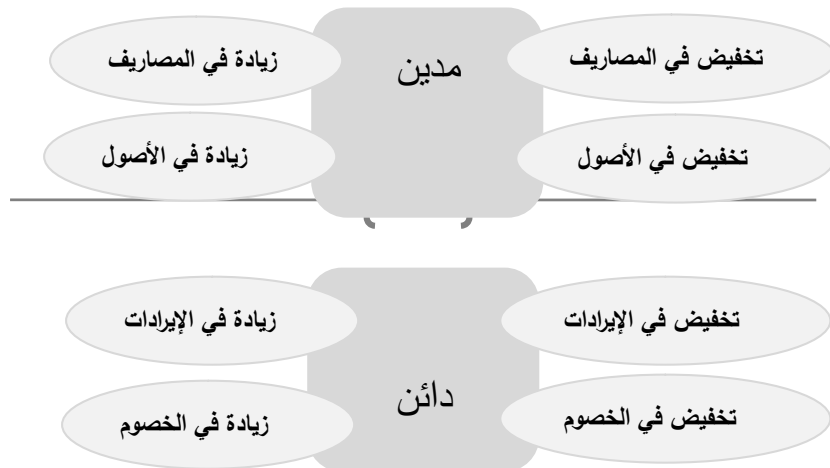 تخفيض في المصاريف
مدين
زيادة في المصاريف
تخفيض في الأصول
زيادة في الأصول
تخفيض في الإيرادات
زيادة في الإيرادات
دائن
تخفيض في الخصوم
زيادة في الخصوم